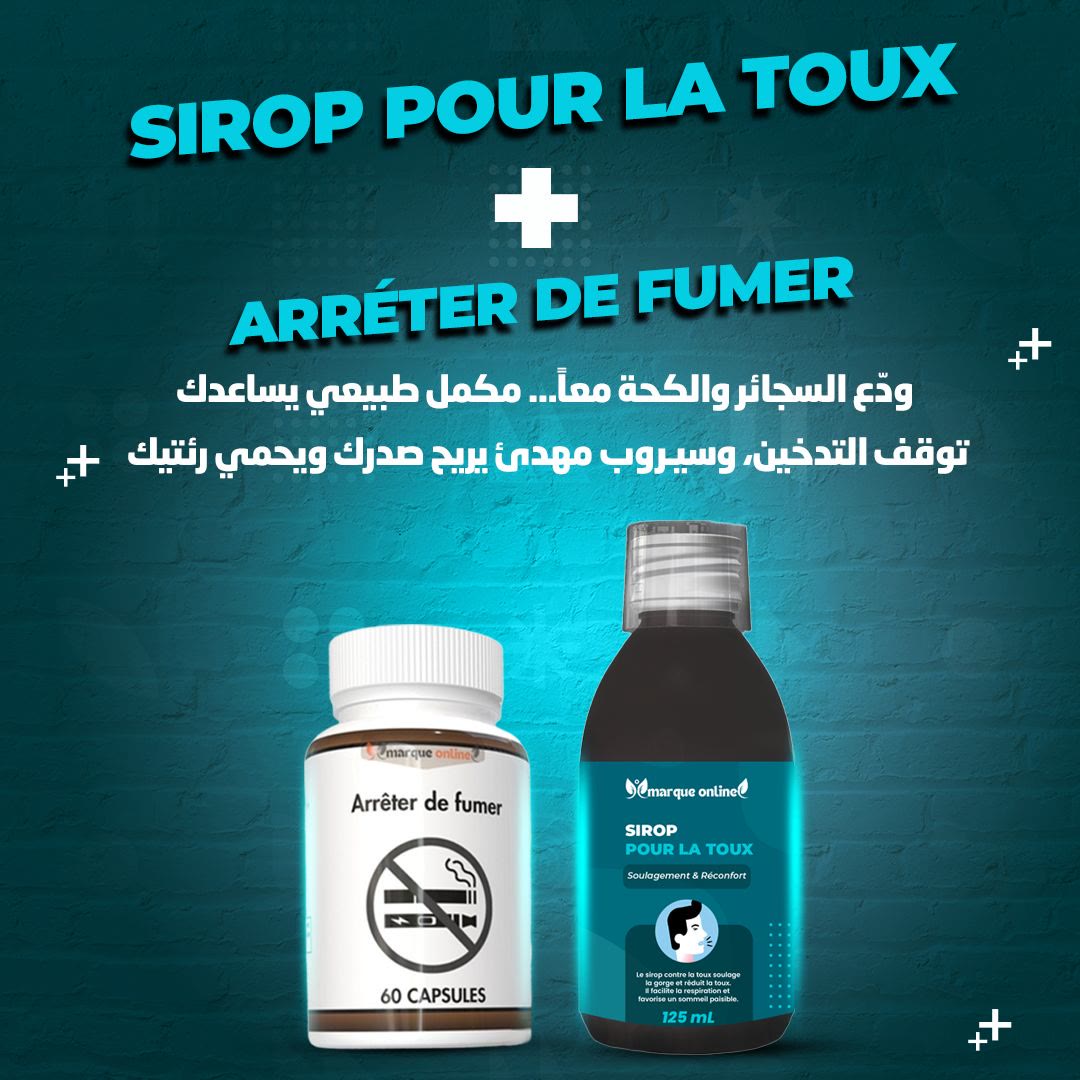 SIROP POUR LA TOUX
ARRÉTER DE FUMER
ودّع السجائر والكحة معاً... مكمل طبيعي يساعدك
توقف التدخين، وسيروب مهدئ يريح صدرك ويحمي رئتيك
marque online
Arrêter de fumer
60 CAPSULES
marque online
SIROP
POUR LA TOUX
Soulagement & Réconfort
Le sirop contre la toux soulage
la gorge et réduit la toux.
Il facilite la respiration et
favorise un sommeil paisible.
125 mL